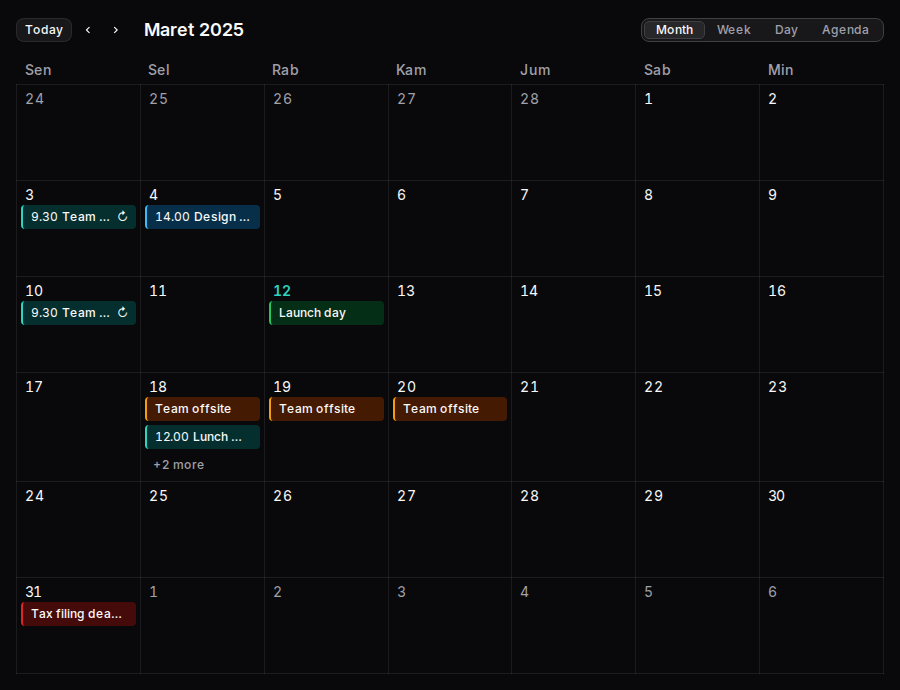 Today ‹ › Maret 2025 Month Week Day Agenda
Sen Sel Rab Kam Jum Sab Min
24 25 26 27 28 1 2
3 4 5 6 7 8 9
9.30 Team ... 14.00 Design ...
10 11 12 13 14 15 16
9.30 Team ... Launch day
17 18 19 20 21 22 23
Team offsite Team offsite Team offsite
12.00 Lunch ...
+2 more
24 25 26 27 28 29 30
31 1 2 3 4 5 6
Tax filing dea...